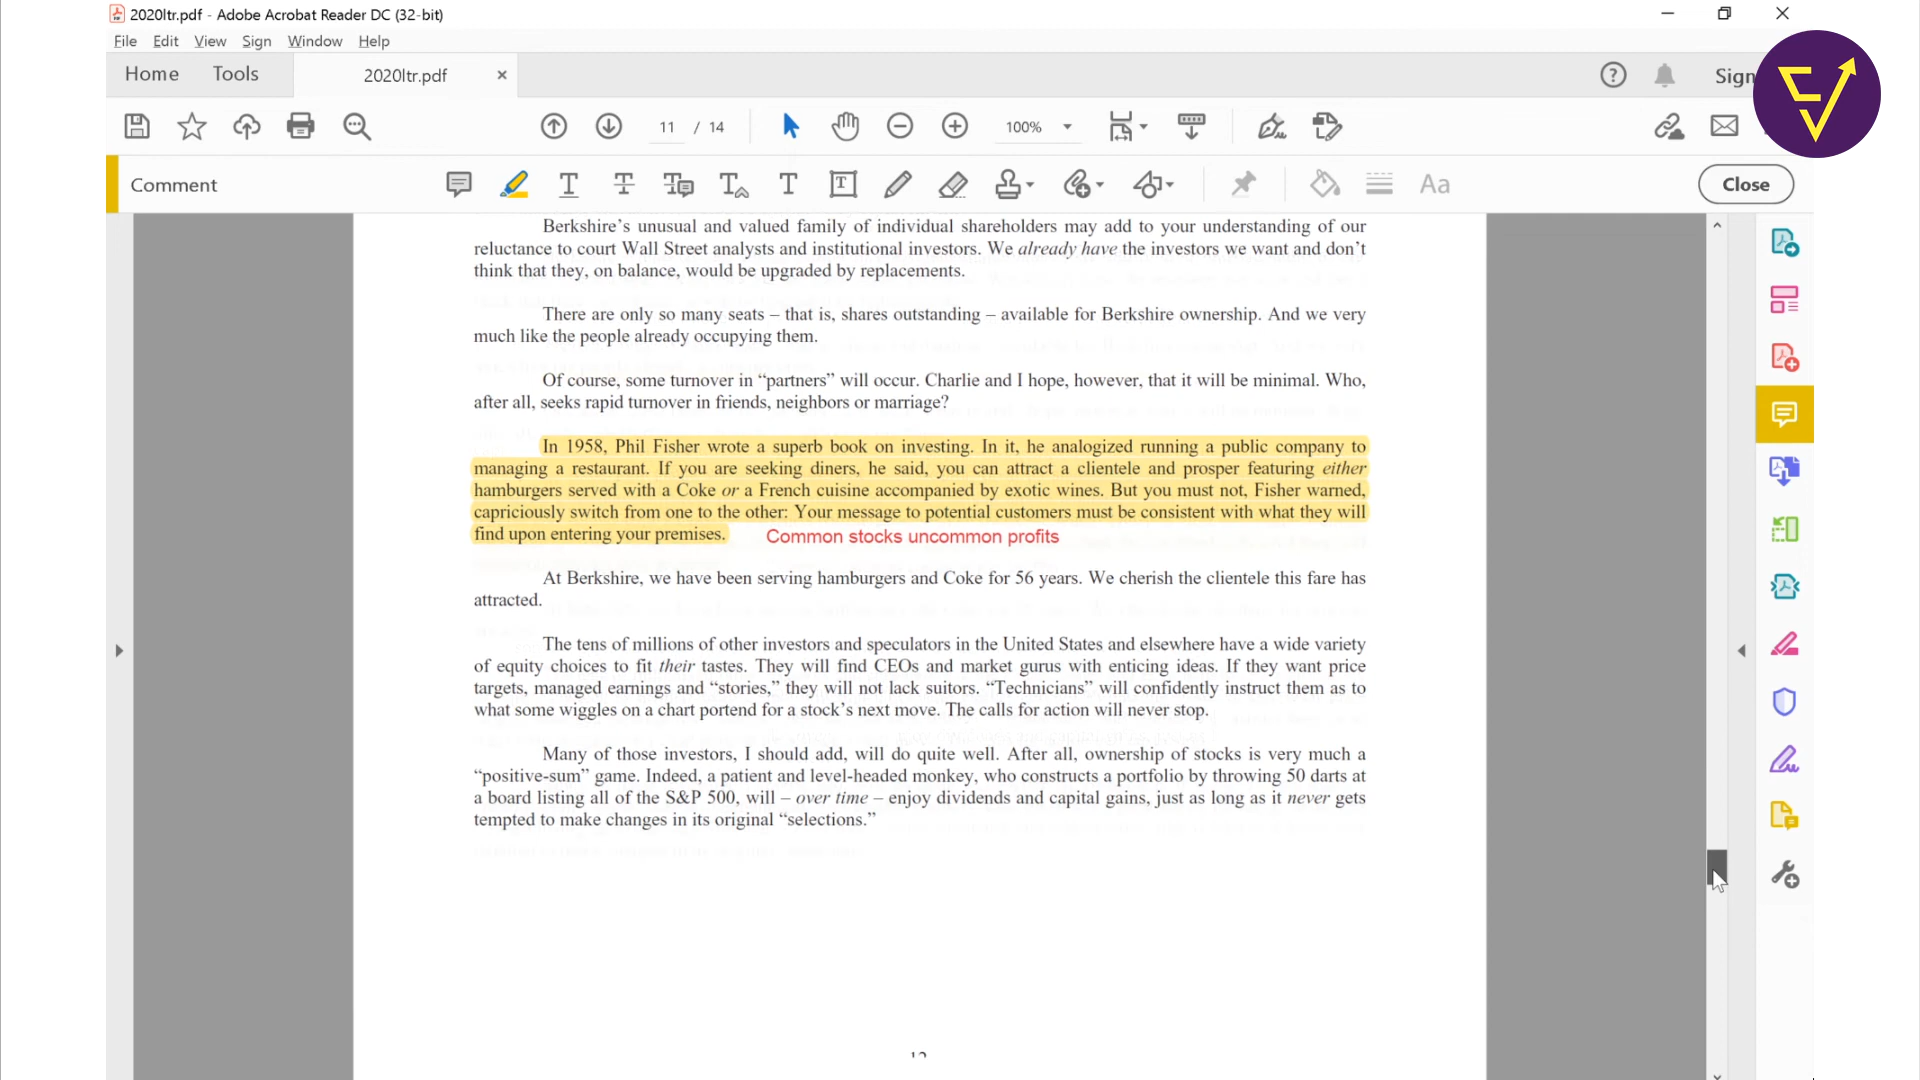 2020ltr.pdf - Adobe Acrobat Reader DC (32-bit)
File Edit View Sign Window Help
Home Tools 2020ltr.pdf
Sign
11 / 14 100%
Comment
Aa
Close
Berkshire’s unusual and valued family of individual shareholders may add to your understanding of our
reluctance to court Wall Street analysts and institutional investors. We already have the investors we want and don’t
think that they, on balance, would be upgraded by replacements.
There are only so many seats – that is, shares outstanding – available for Berkshire ownership. And we very
much like the people already occupying them.
Of course, some turnover in “partners” will occur. Charlie and I hope, however, that it will be minimal. Who,
after all, seeks rapid turnover in friends, neighbors or marriage?
In 1958, Phil Fisher wrote a superb book on investing. In it, he analogized running a public company to
managing a restaurant. If you are seeking diners, he said, you can attract a clientele and prosper featuring either
hamburgers served with a Coke or a French cuisine accompanied by exotic wines. But you must not, Fisher warned,
capriciously switch from one to the other: Your message to potential customers must be consistent with what they will
find upon entering your premises. Common stocks uncommon profits
At Berkshire, we have been serving hamburgers and Coke for 56 years. We cherish the clientele this fare has
attracted.
The tens of millions of other investors and speculators in the United States and elsewhere have a wide variety
of equity choices to fit their tastes. They will find CEOs and market gurus with enticing ideas. If they want price
targets, managed earnings and “stories,” they will not lack suitors. “Technicians” will confidently instruct them as to
what some wiggles on a chart portend for a stock’s next move. The calls for action will never stop.
Many of those investors, I should add, will do quite well. After all, ownership of stocks is very much a
“positive-sum” game. Indeed, a patient and level-headed monkey, who constructs a portfolio by throwing 50 darts at
a board listing all of the S&P 500, will – over time – enjoy dividends and capital gains, just as long as it never gets
tempted to make changes in its original “selections.”